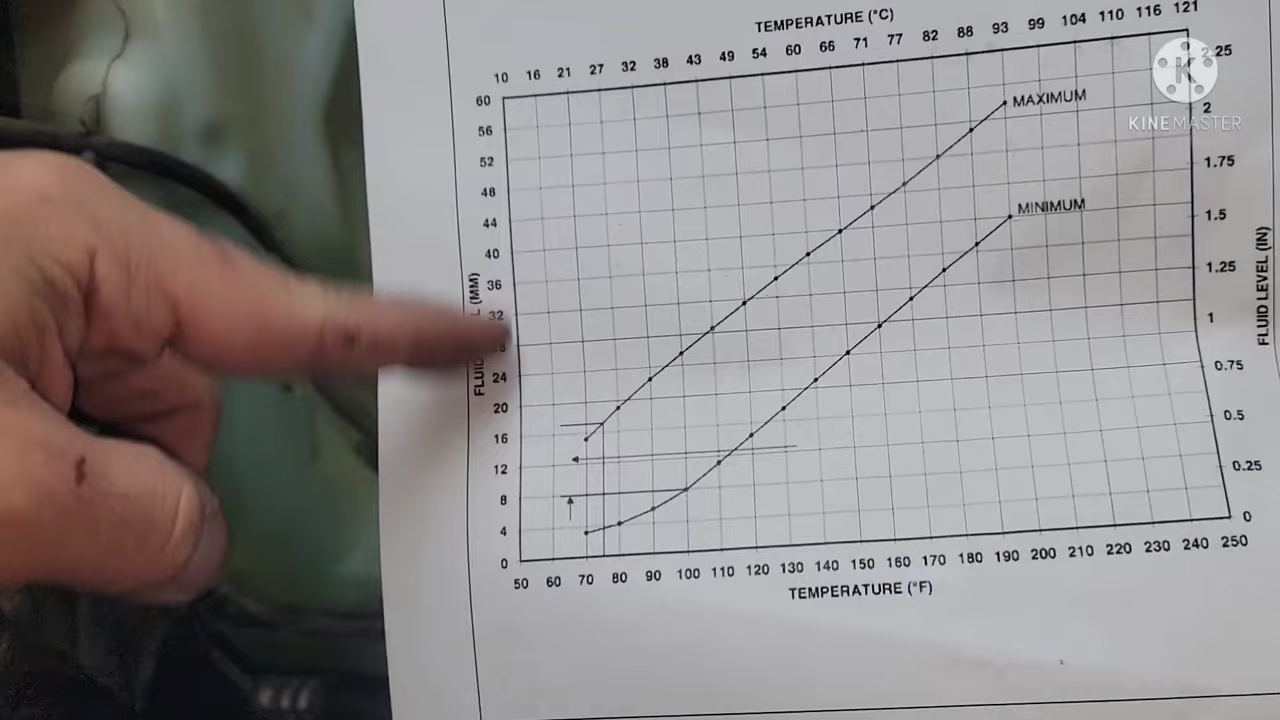 TEMPERATURE (°C)
10 16 21 27 32 38 43 49 54 60 66 71 77 82 88 93 99 104 110 116 121
60
56
52
48
44
40
36
32
24
20
16
12
8
4
0
FLUID (MM)
MAXIMUM
MINIMUM
2.25
2
1.75
1.5
1.25
1
0.75
0.5
0.25
0
FLUID LEVEL (IN)
50 60 70 80 90 100 110 120 130 140 150 160 170 180 190 200 210 220 230 240 250
TEMPERATURE (°F)
K
KINEMASTER